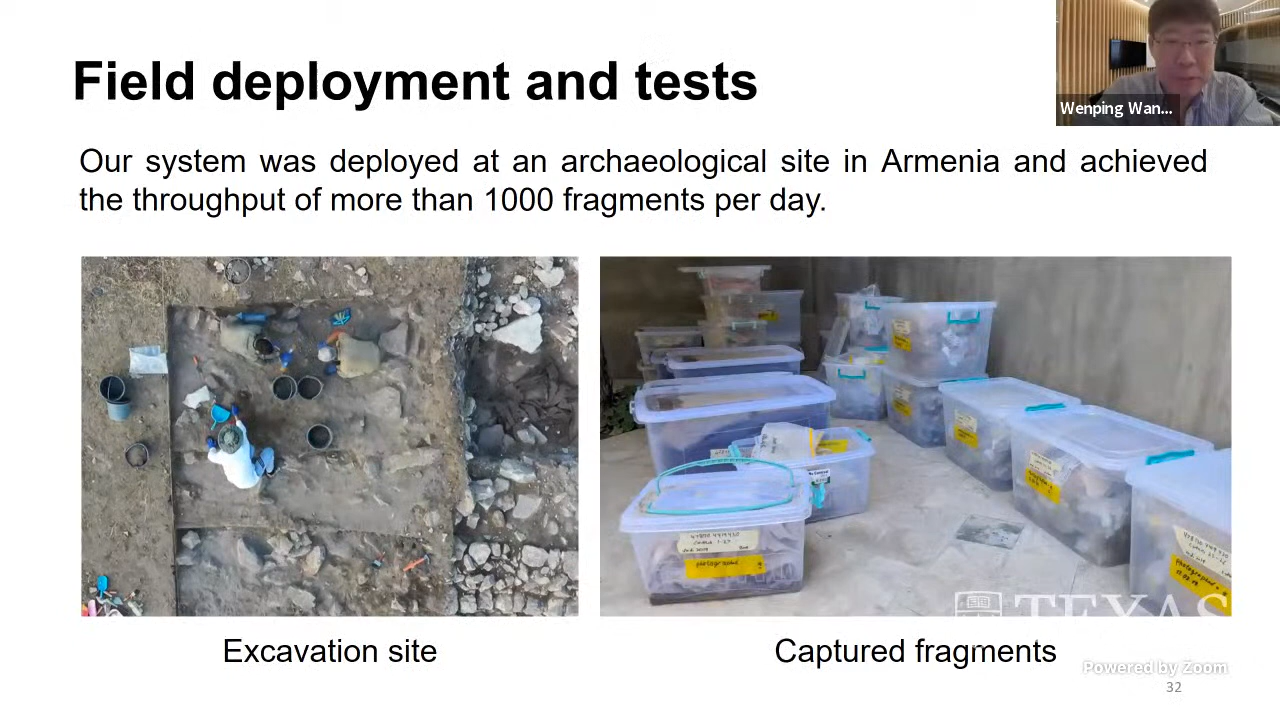 Field deployment and tests
Wenping Wan...
Our system was deployed at an archaeological site in Armenia and achieved
the throughput of more than 1000 fragments per day.
photographed
TEXAS
Excavation site
Captured fragments
Powered by Zoom
32